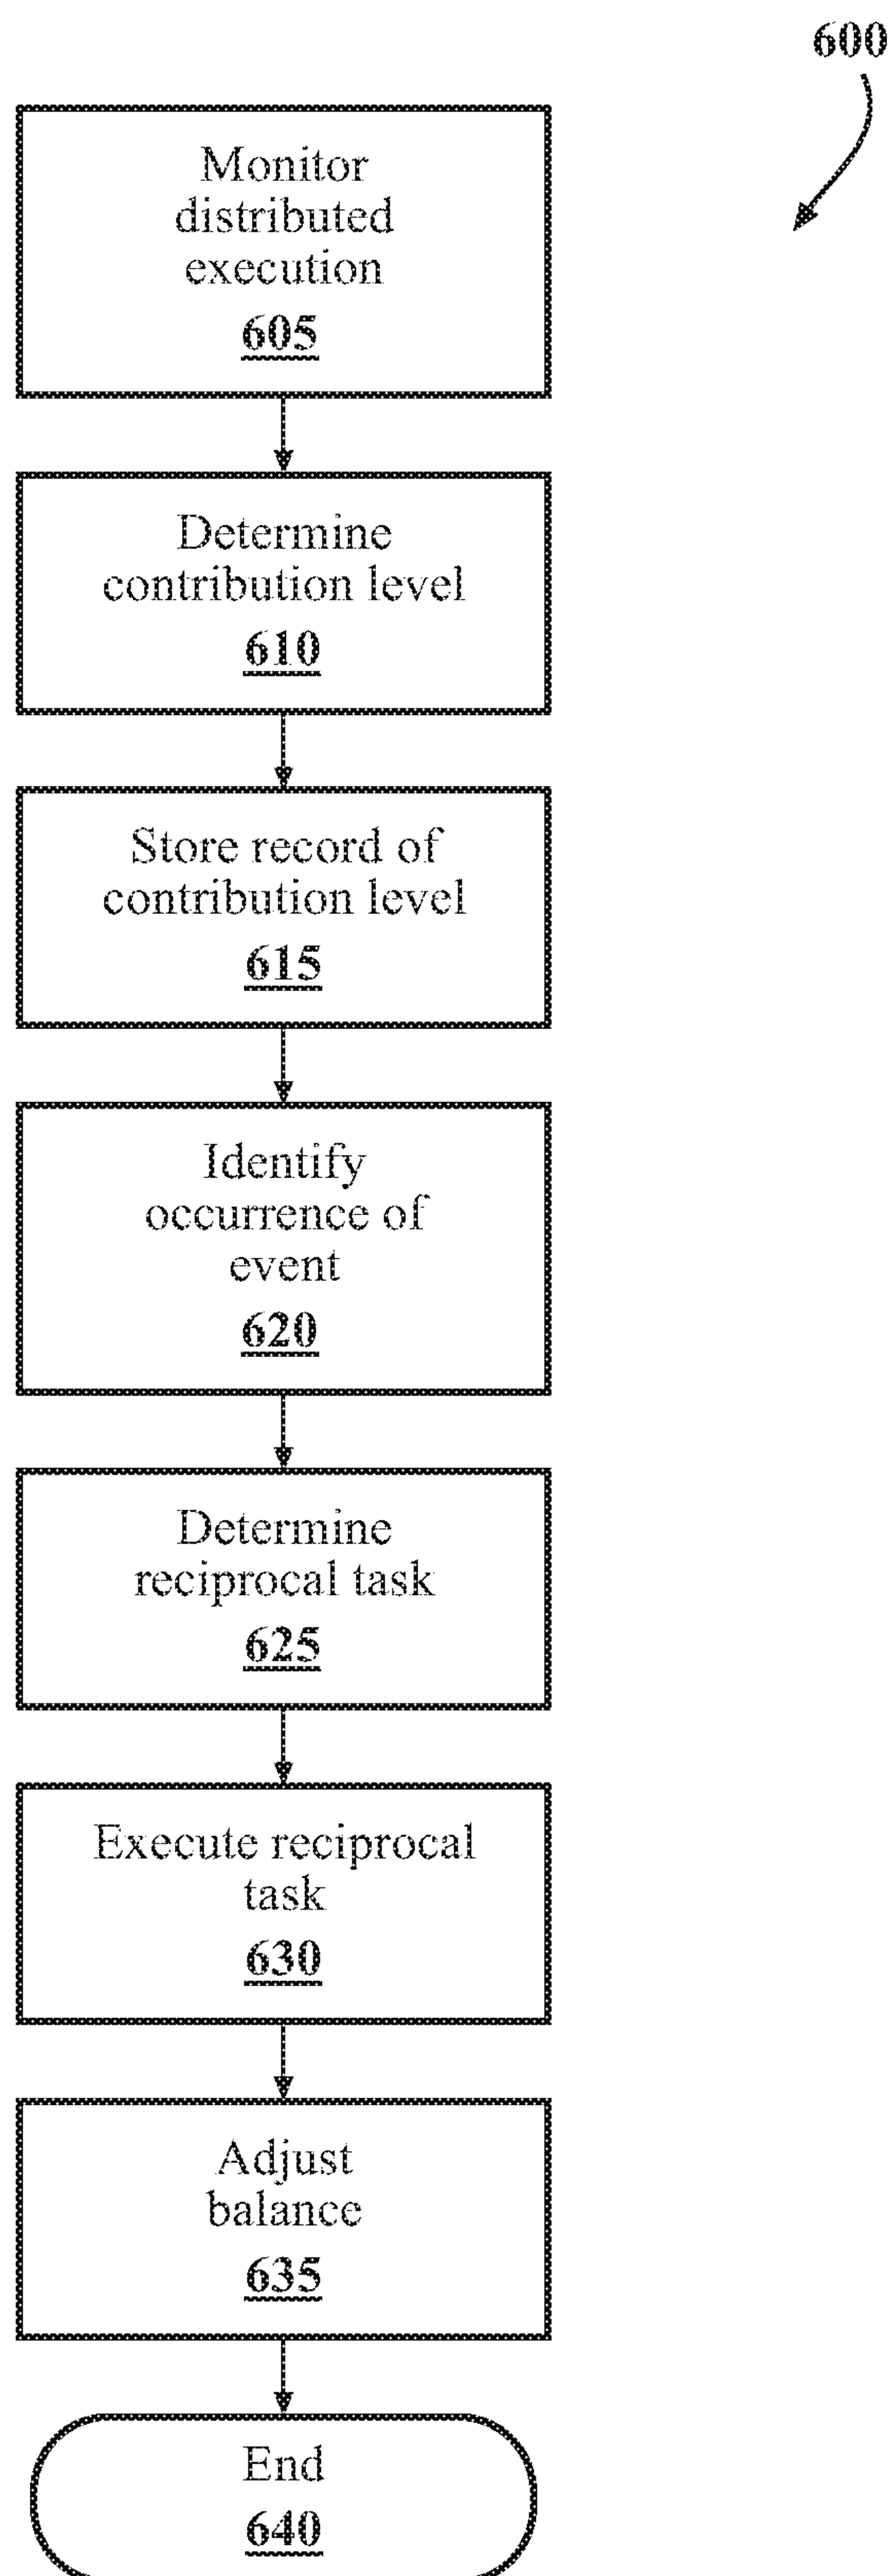 600
Monitor
distributed
execution
605
Determine
contribution level
610
Store record of
contribution level
615
Identify
occurrence of
event
620
Determine
reciprocal task
625
Execute reciprocal
task
630
Adjust
balance
635
End
640